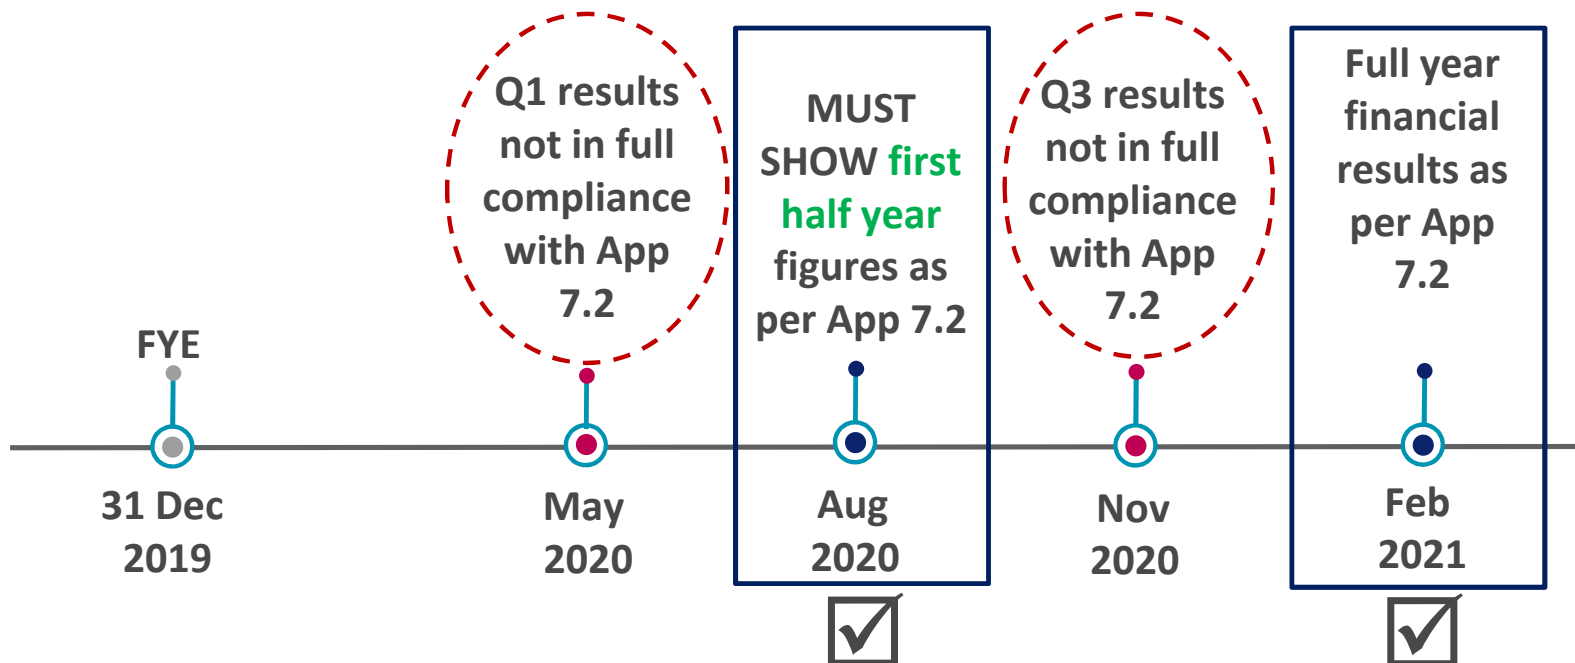 FYE
31 Dec
2019
Q1 results
not in full
compliance
with App
7.2
May
2020
MUST
SHOW first
half year
figures as
per App 7.2
Aug
2020
Q3 results
not in full
compliance
with App
7.2
Nov
2020
Full year
financial
results as
per App
7.2
Feb
2021